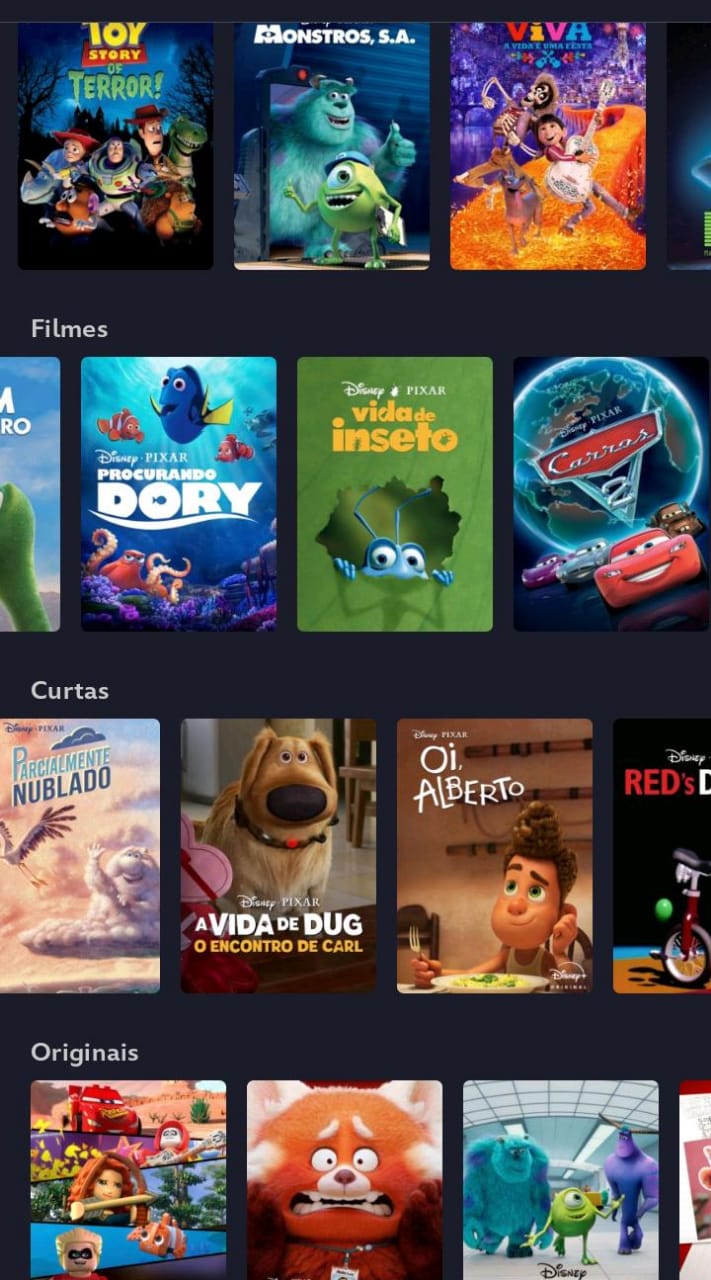 TOY
STORY
OF
TERROR!
MONSTROS, S.A.
VIVA
A VIDA É UMA FESTA
Filmes
M
RO
Disney · PIXAR
PROCURANDO
DORY
Disney PIXAR
vida de
inseto
Disney · PIXAR
Carros
2
Curtas
Disney · PIXAR
PARCIALMENTE
NUBLADO
Disney · PIXAR
A VIDA DE DUG
O ENCONTRO DE CARL
Disney · PIXAR
Oi,
ALBERTO
Disney+
ORIGINAL
Disney ·
RED's D
Originais
Disney